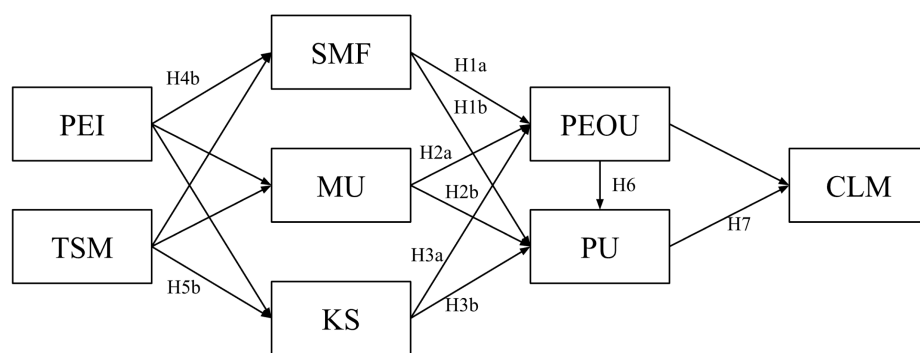 SMF
H4b
H1a
H1b
PEI
PEOU
H2a
MU
H2b
H6
CLM
TSM
PU
H7
H3a
H5b
H3b
KS